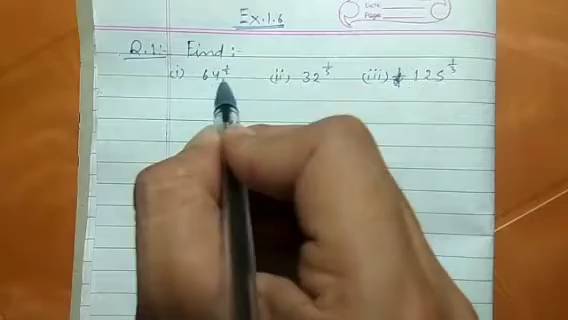 Date
Page
Ex.1.6
Q.1:- Find:-
(i) 64^½ (ii) 32^⅕ (iii) 125^⅓